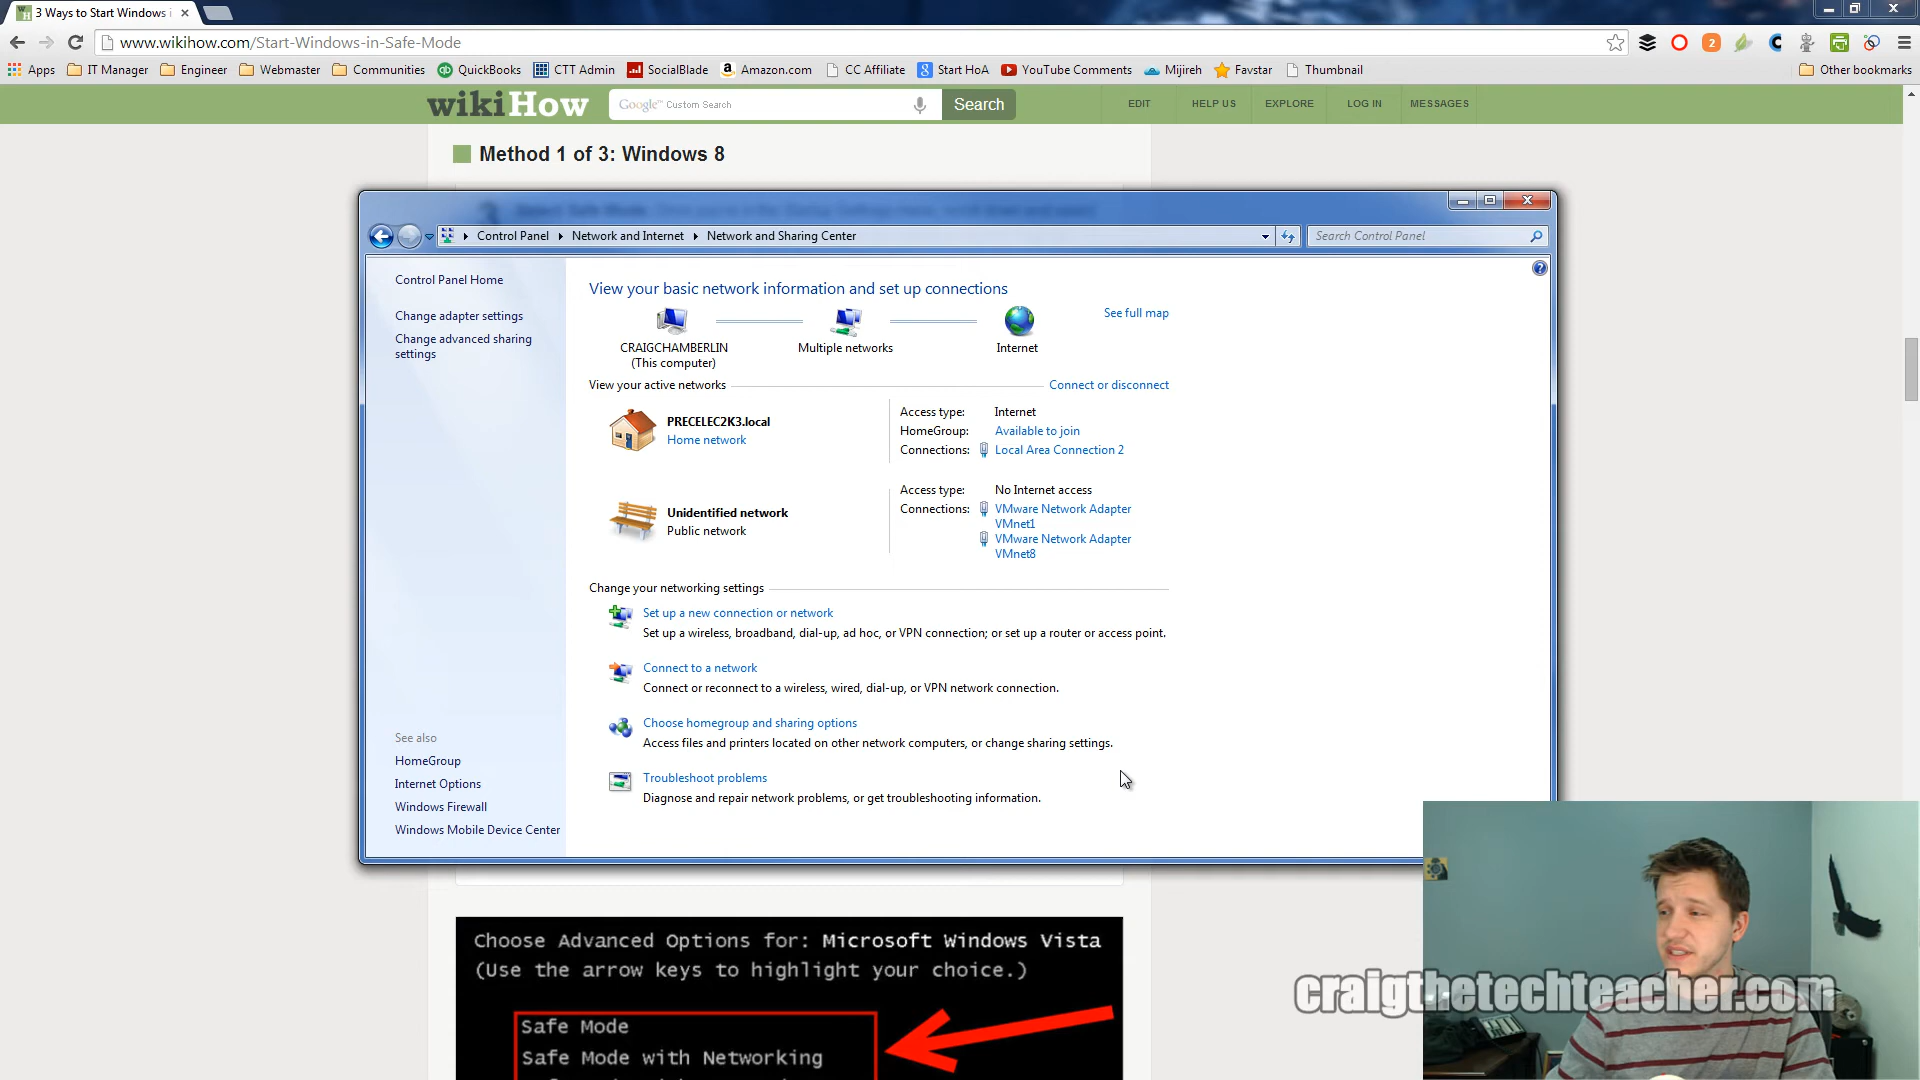 3 Ways to Start Windows i
www.wikihow.com/Start-Windows-in-Safe-Mode
Apps IT Manager Engineer Webmaster Communities QuickBooks CTT Admin SocialBlade Amazon.com CC Affiliate Start HoA YouTube Comments Mijireh Favstar Thumbnail Other bookmarks
wikiHow Google™ Custom Search Search EDIT HELP US EXPLORE LOG IN MESSAGES
Method 1 of 3: Windows 8
Control Panel Network and Internet Network and Sharing Center Search Control Panel
Control Panel Home
Change adapter settings
Change advanced sharing
settings
View your basic network information and set up connections
See full map
CRAIGCHAMBERLIN
(This computer)
Multiple networks
Internet
View your active networks Connect or disconnect
PRECELEC2K3.local
Home network
Access type: Internet
HomeGroup: Available to join
Connections: Local Area Connection 2
Unidentified network
Public network
Access type: No Internet access
Connections: VMware Network Adapter
VMnet1
VMware Network Adapter
VMnet8
Change your networking settings
Set up a new connection or network
Set up a wireless, broadband, dial-up, ad hoc, or VPN connection; or set up a router or access point.
Connect to a network
Connect or reconnect to a wireless, wired, dial-up, or VPN network connection.
Choose homegroup and sharing options
Access files and printers located on other network computers, or change sharing settings.
Troubleshoot problems
Diagnose and repair network problems, or get troubleshooting information.
See also
HomeGroup
Internet Options
Windows Firewall
Windows Mobile Device Center
Choose Advanced Options for: Microsoft Windows Vista
(Use the arrow keys to highlight your choice.)
Safe Mode
Safe Mode with Networking
craigthetechteacher.com